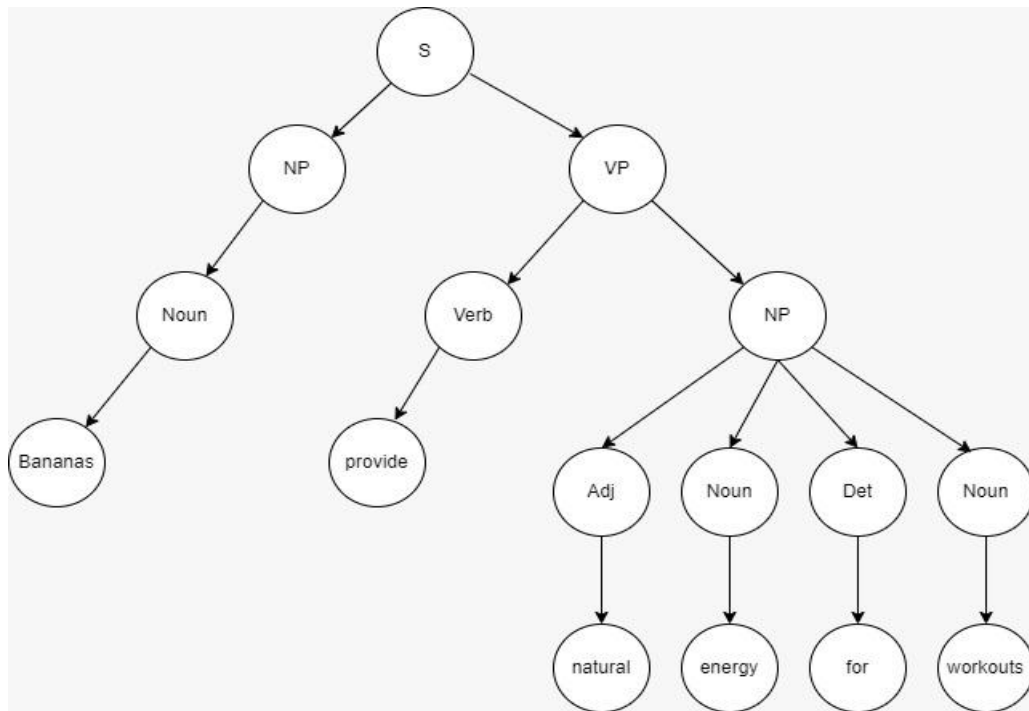 S
NP VP
Noun Verb NP
Bananas provide
Adj Noun Det Noun
natural energy for workouts